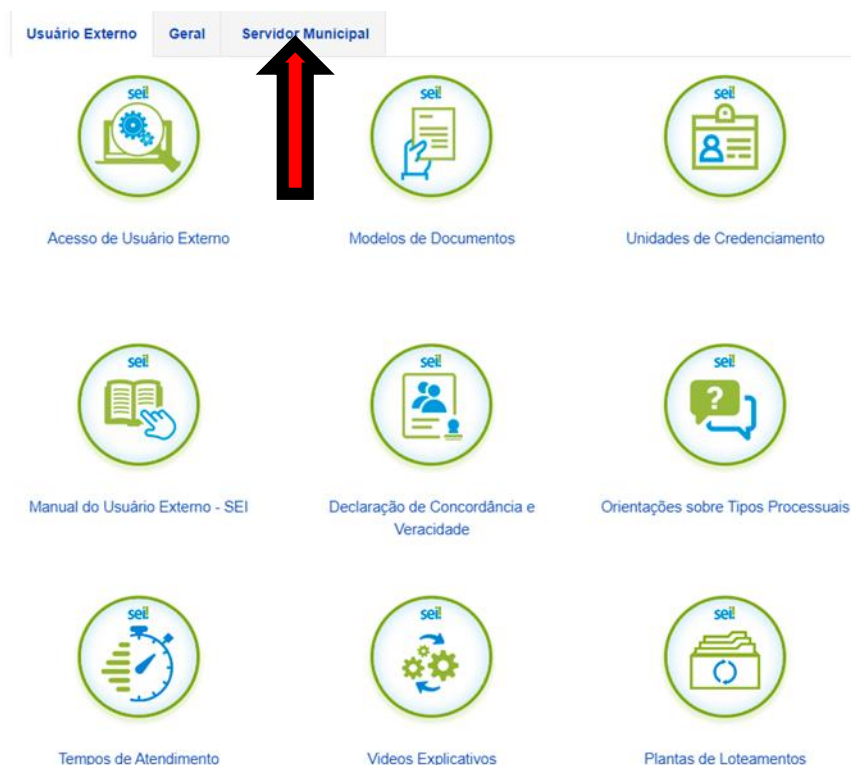 Usuário Externo Geral Servidor Municipal
sei! sei! sei!
Acesso de Usuário Externo Modelos de Documentos Unidades de Credenciamento
sei! sei! sei!
?
Manual do Usuário Externo - SEI Declaração de Concordância e Orientações sobre Tipos Processuais
Veracidade
sei! sei! sei!
Tempos de Atendimento Videos Explicativos Plantas de Loteamentos